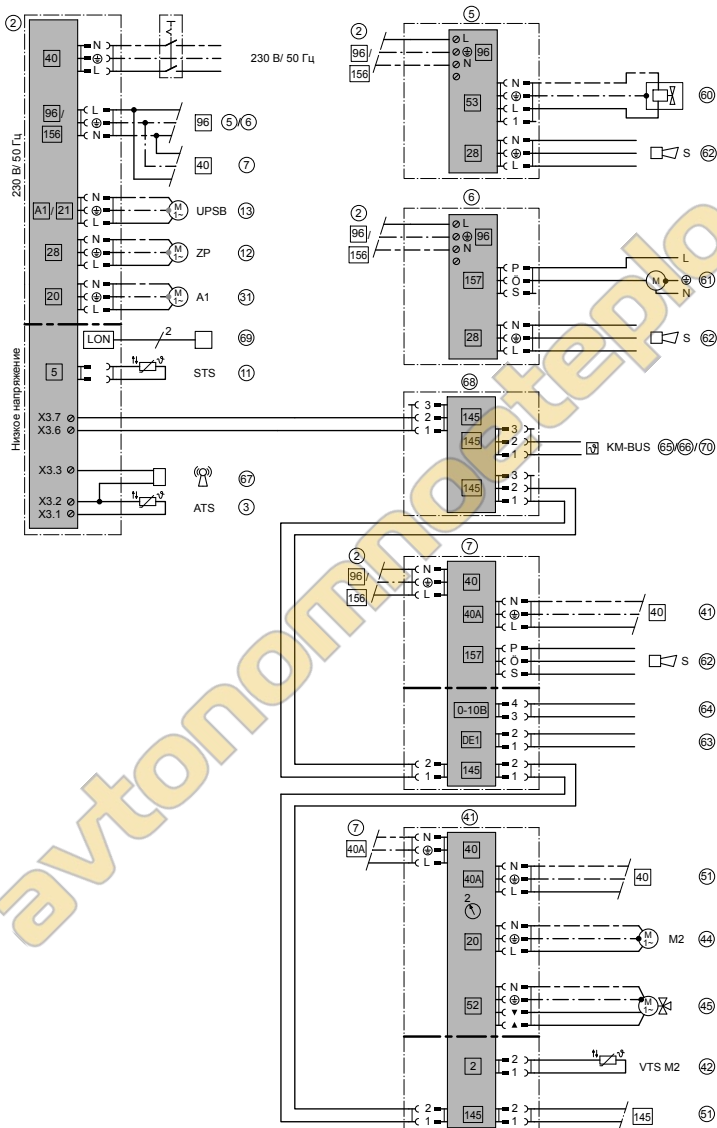 2
40
N
L
230 В/ 50 Гц
96/
156
L
N
96
5/6
40
7
230 В/ 50 Гц
A1/ 21
N
L
M
1~
UPSB
13
28
N
L
M
1~
ZP
12
20
N
L
M
1~
A1
31
LON
2
69
5
STS
11
Низкое напряжение
X3.7
X3.6
X3.3
67
X3.2
X3.1
ATS
3
5
2
96/
156
L
N
96
53
N
L
1
60
28
N
L
S
62
6
2
96/
156
L
N
96
157
P
Ö
S
L
M
N
61
28
N
L
S
62
68
3
2
1
145
145
3
2
1
KM-BUS
65/66/70
145
3
2
1
7
2
96/
156
N
L
40
40A
N
L
40
41
157
P
Ö
S
S
62
0-10В
4
3
64
DE1
2
1
63
2
1
145
2
1
41
7
40A
N
L
40
40A
N
L
40
51
2
20
N
L
M
1~
M2
44
52
N
M
1~
45
2
2
1
VTS M2
42
2
1
145
2
1
145
51
avtonomnoeteplo